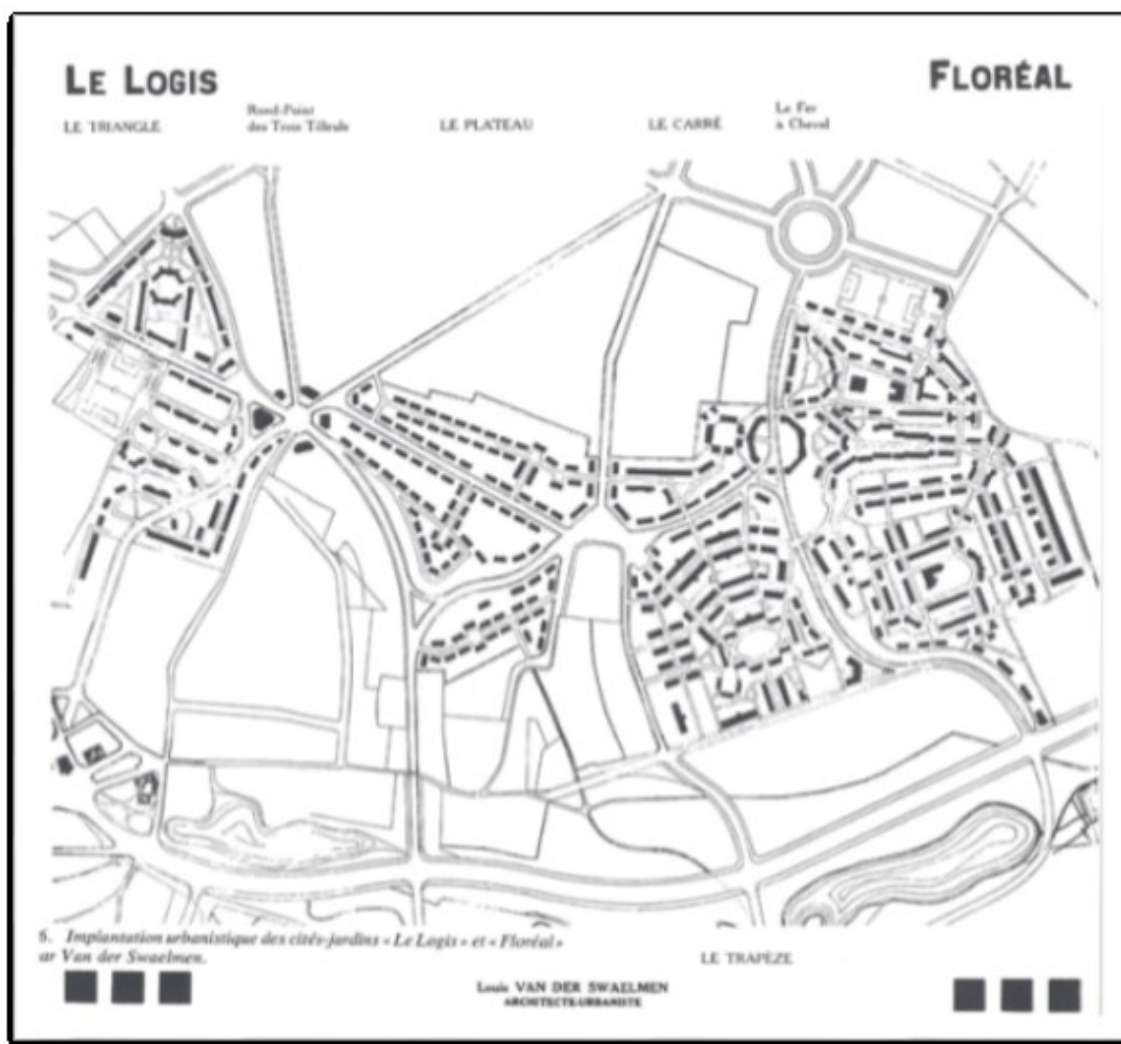 LE LOGIS
FLORÉAL
LE TRIANGLE
Rond-Point
des Trois Tilleuls
LE PLATEAU
LE CARRÉ
Le Fer
à Cheval
6. Implantation urbanistique des cités-jardins « Le Logis » et « Floréal »
ar Van der Swaelmen.
LE TRAPÈZE
Louis VAN DER SWAELMEN
ARCHITECTE-URBANISTE